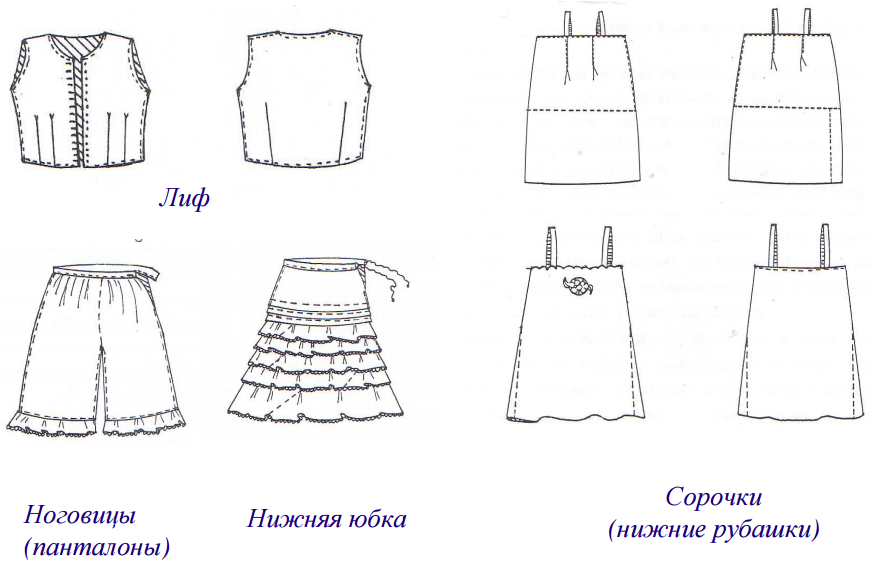 Лиф
Ноговицы
(панталоны)
Нижняя юбка
Сорочки
(нижние рубашки)